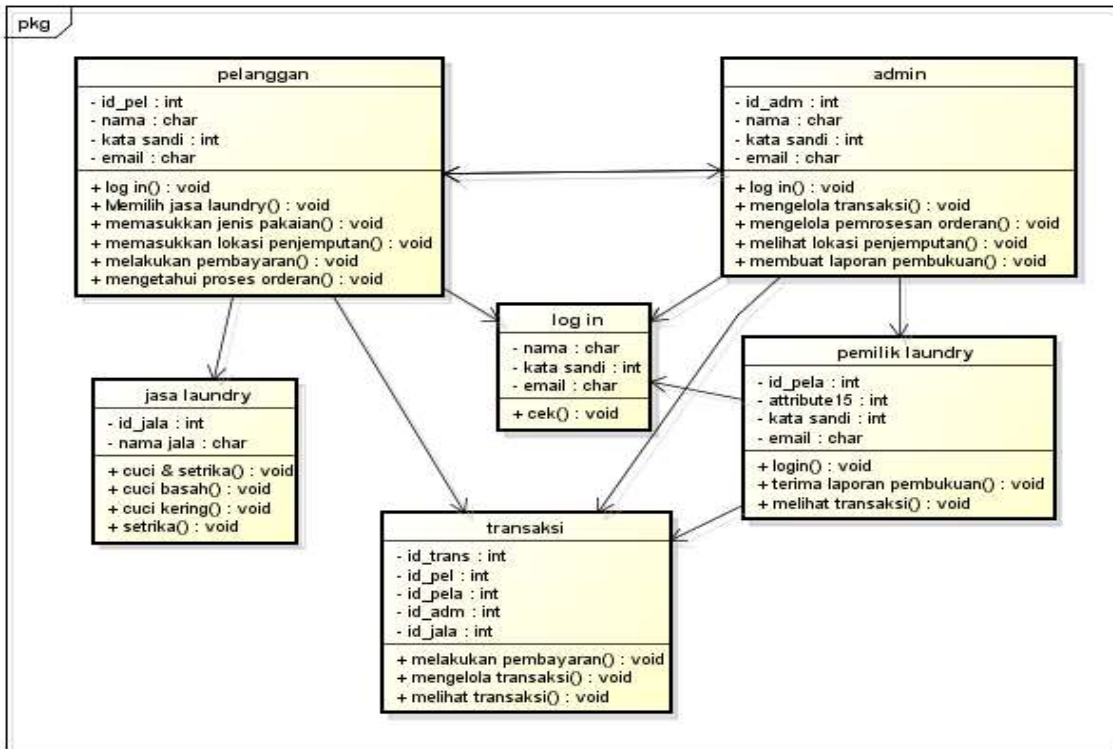 pkg
pelanggan
- id_pel : int
- nama : char
- kata sandi : int
- email : char
+ log in() : void
+ Memilih jasa laundry() : void
+ memasukkan jenis pakaian() : void
+ memasukkan lokasi penjemputan() : void
+ melakukan pembayaran() : void
+ mengetahui proses orderan() : void
admin
- id_adm : int
- nama : char
- kata sandi : int
- email : char
+ log in() : void
+ mengelola transaksi() : void
+ mengelola pemrosesan orderan() : void
+ melihat lokasi penjemputan() : void
+ membuat laporan pembukuan() : void
log in
- nama : char
- kata sandi : int
- email : char
+ cek() : void
pemilik laundry
- id_pela : int
- attribute15 : int
- kata sandi : int
- email : char
+ login() : void
+ terima laporan pembukuan() : void
+ melihat transaksi() : void
jasa laundry
- id_jala : int
- nama jala : char
+ cuci & setrika() : void
+ cuci basah() : void
+ cuci kering() : void
+ setrika() : void
transaksi
- id_trans : int
- id_pel : int
- id_pela : int
- id_adm : int
- id_jala : int
+ melakukan pembayaran() : void
+ mengelola transaksi() : void
+ melihat transaksi() : void